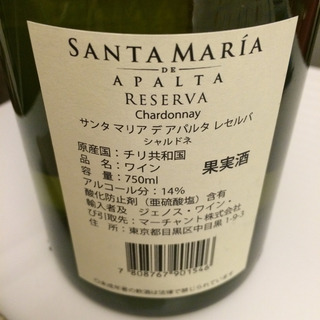 SANTA MARÍA
DE
APALTA
RESERVA
Chardonnay
サンタ マリア デ アパルタ レセルバ
シャルドネ
原産国：チリ共和国
品　名：ワイン　果実酒
容　量：750ml
アルコール分：14%
酸化防止剤（亜硫酸塩）含有
輸入者及　ジェノス・ワイン・
び引取先：マーチャント株式会社
住　所：東京都目黒区中目黒1-9-3
7 808767 901546